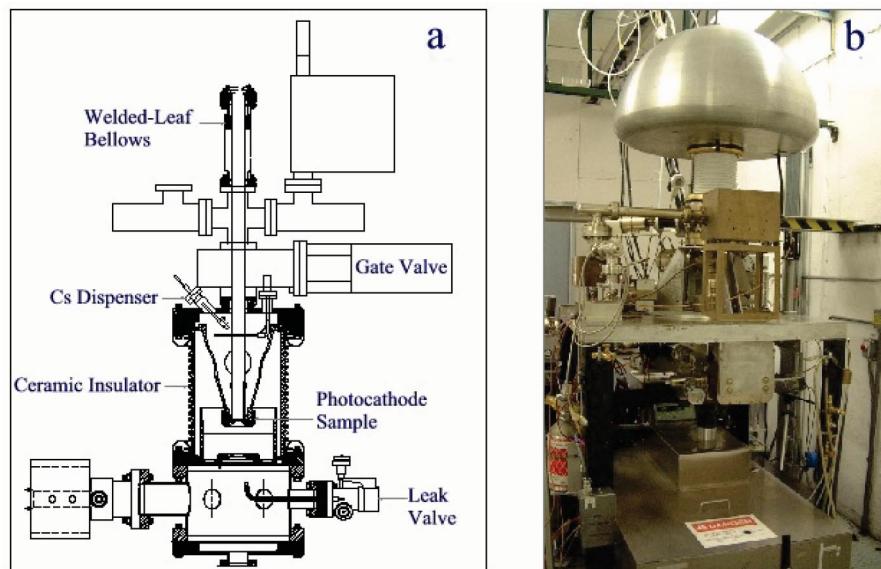 a
b
Welded-Leaf
Bellows
Gate Valve
Cs Dispenser
Ceramic Insulator
Photocathode
Sample
Leak
Valve